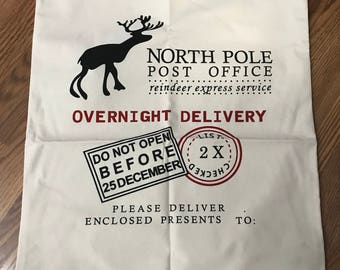 NORTH POLE
POST OFFICE
reindeer express service
OVERNIGHT DELIVERY
DO NOT OPEN
BEFORE
25 DECEMBER
LIST
2 X
CHECKED
PLEASE DELIVER
ENCLOSED PRESENTS TO: